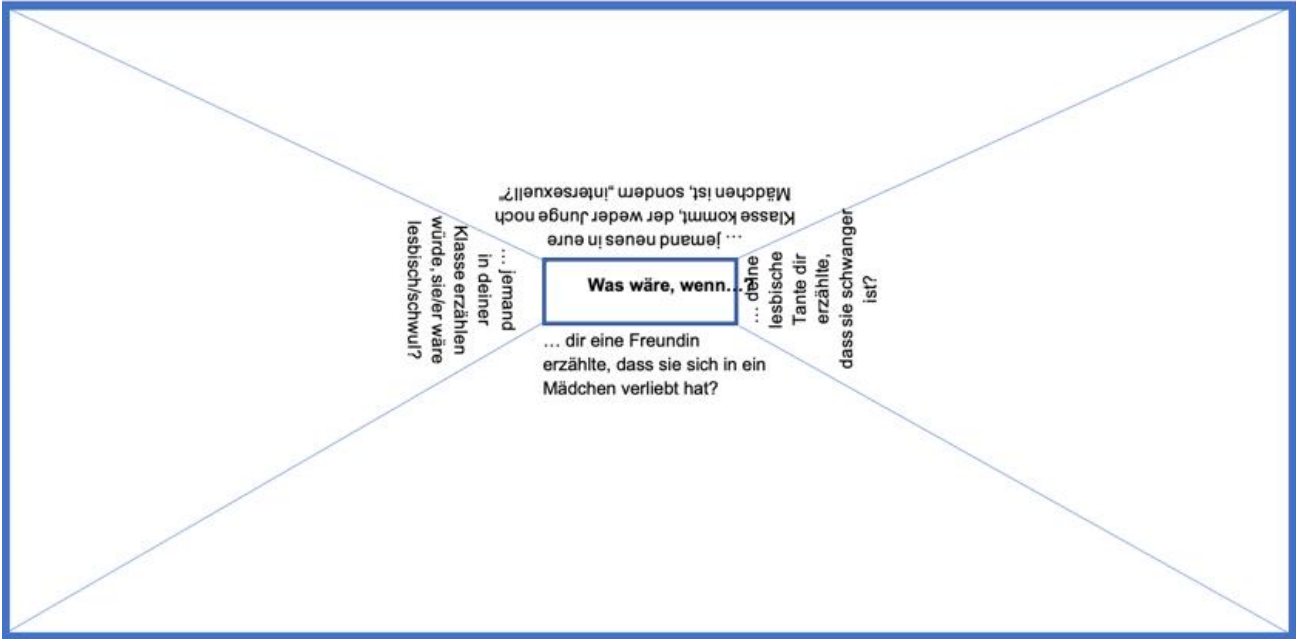 … jemand neues in eure
Klasse kommt, der weder Junge noch
Mädchen ist, sondern „intersexuell?“
… jemand
in deiner
Klasse erzählen
würde, sie/er wäre
lesbisch/schwul?
Was wäre, wenn…?
… deine
lesbische
Tante dir
erzählte,
dass sie schwanger
ist?
… dir eine Freundin
erzählte, dass sie sich in ein
Mädchen verliebt hat?